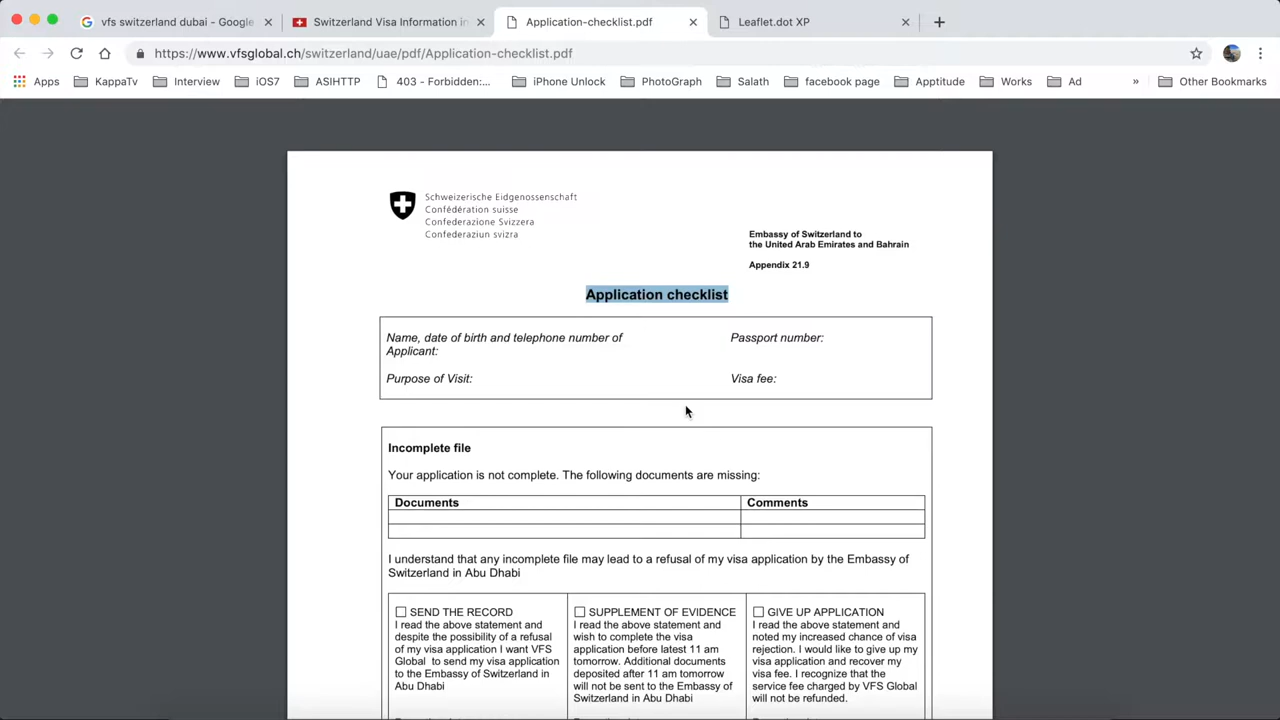 vfs switzerland dubai - Google
Switzerland Visa Information in
Application-checklist.pdf
Leaflet.dot XP
https://www.vfsglobal.ch/switzerland/uae/pdf/Application-checklist.pdf
Apps KappaTv Interview iOS7 ASIHTTP 403 - Forbidden:... iPhone Unlock PhotoGraph Salath facebook page Apptitude Works Ad » Other Bookmarks
Schweizerische Eidgenossenschaft
Confédération suisse
Confederazione Svizzera
Confederaziun svizra
Embassy of Switzerland to
the United Arab Emirates and Bahrain
Appendix 21.9
Application checklist
Name, date of birth and telephone number of
Applicant:
Passport number:
Purpose of Visit:
Visa fee:
Incomplete file
Your application is not complete. The following documents are missing:
Documents Comments
I understand that any incomplete file may lead to a refusal of my visa application by the Embassy of
Switzerland in Abu Dhabi
SEND THE RECORD
I read the above statement and
despite the possibility of a refusal
of my visa application I want VFS
Global to send my visa application
to the Embassy of Switzerland in
Abu Dhabi
SUPPLEMENT OF EVIDENCE
I read the above statement and
wish to complete the visa
application before latest 11 am
tomorrow. Additional documents
deposited after 11 am tomorrow
will not be sent to the Embassy of
Switzerland in Abu Dhabi
GIVE UP APPLICATION
I read the above statement and
noted my increased chance of visa
rejection. I would like to give up my
visa application and recover my
visa fee. I recognize that the
service fee charged by VFS Global
will not be refunded.